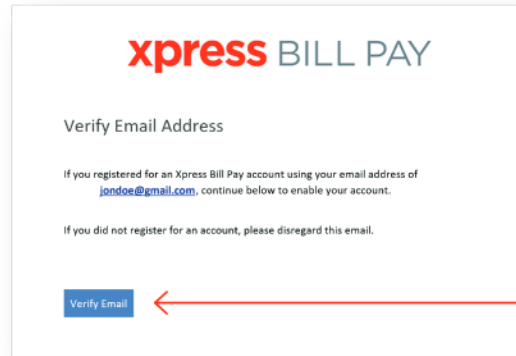 xpress BILL PAY
Verify Email Address
If you registered for an Xpress Bill Pay account using your email address of
jondoe@gmail.com, continue below to enable your account.
If you did not register for an account, please disregard this email.
Verify Email